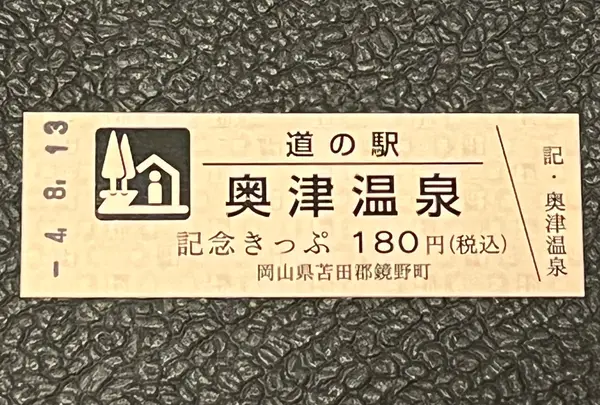 -4.8.13
道の駅
奥津温泉
記念きっぷ 180円(税込)
岡山県苫田郡鏡野町
記・奥津温泉